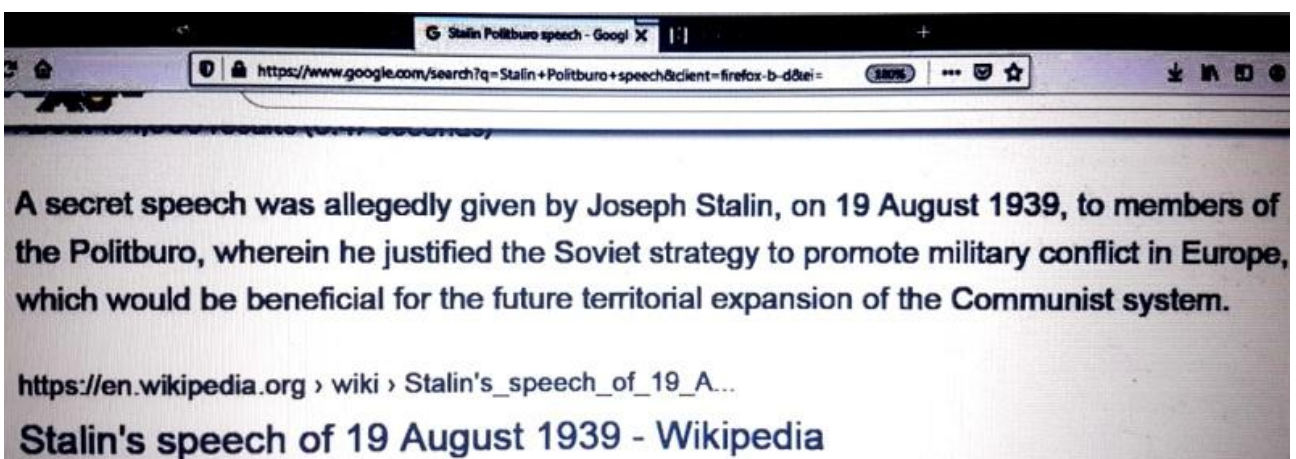 G Stalin Politburo speech - Googl X
https://www.google.com/search?q=Stalin+Politburo+speech&client=firefox-b-d&ei=
A secret speech was allegedly given by Joseph Stalin, on 19 August 1939, to members of
the Politburo, wherein he justified the Soviet strategy to promote military conflict in Europe,
which would be beneficial for the future territorial expansion of the Communist system.
https://en.wikipedia.org › wiki › Stalin's_speech_of_19_A...
Stalin's speech of 19 August 1939 - Wikipedia